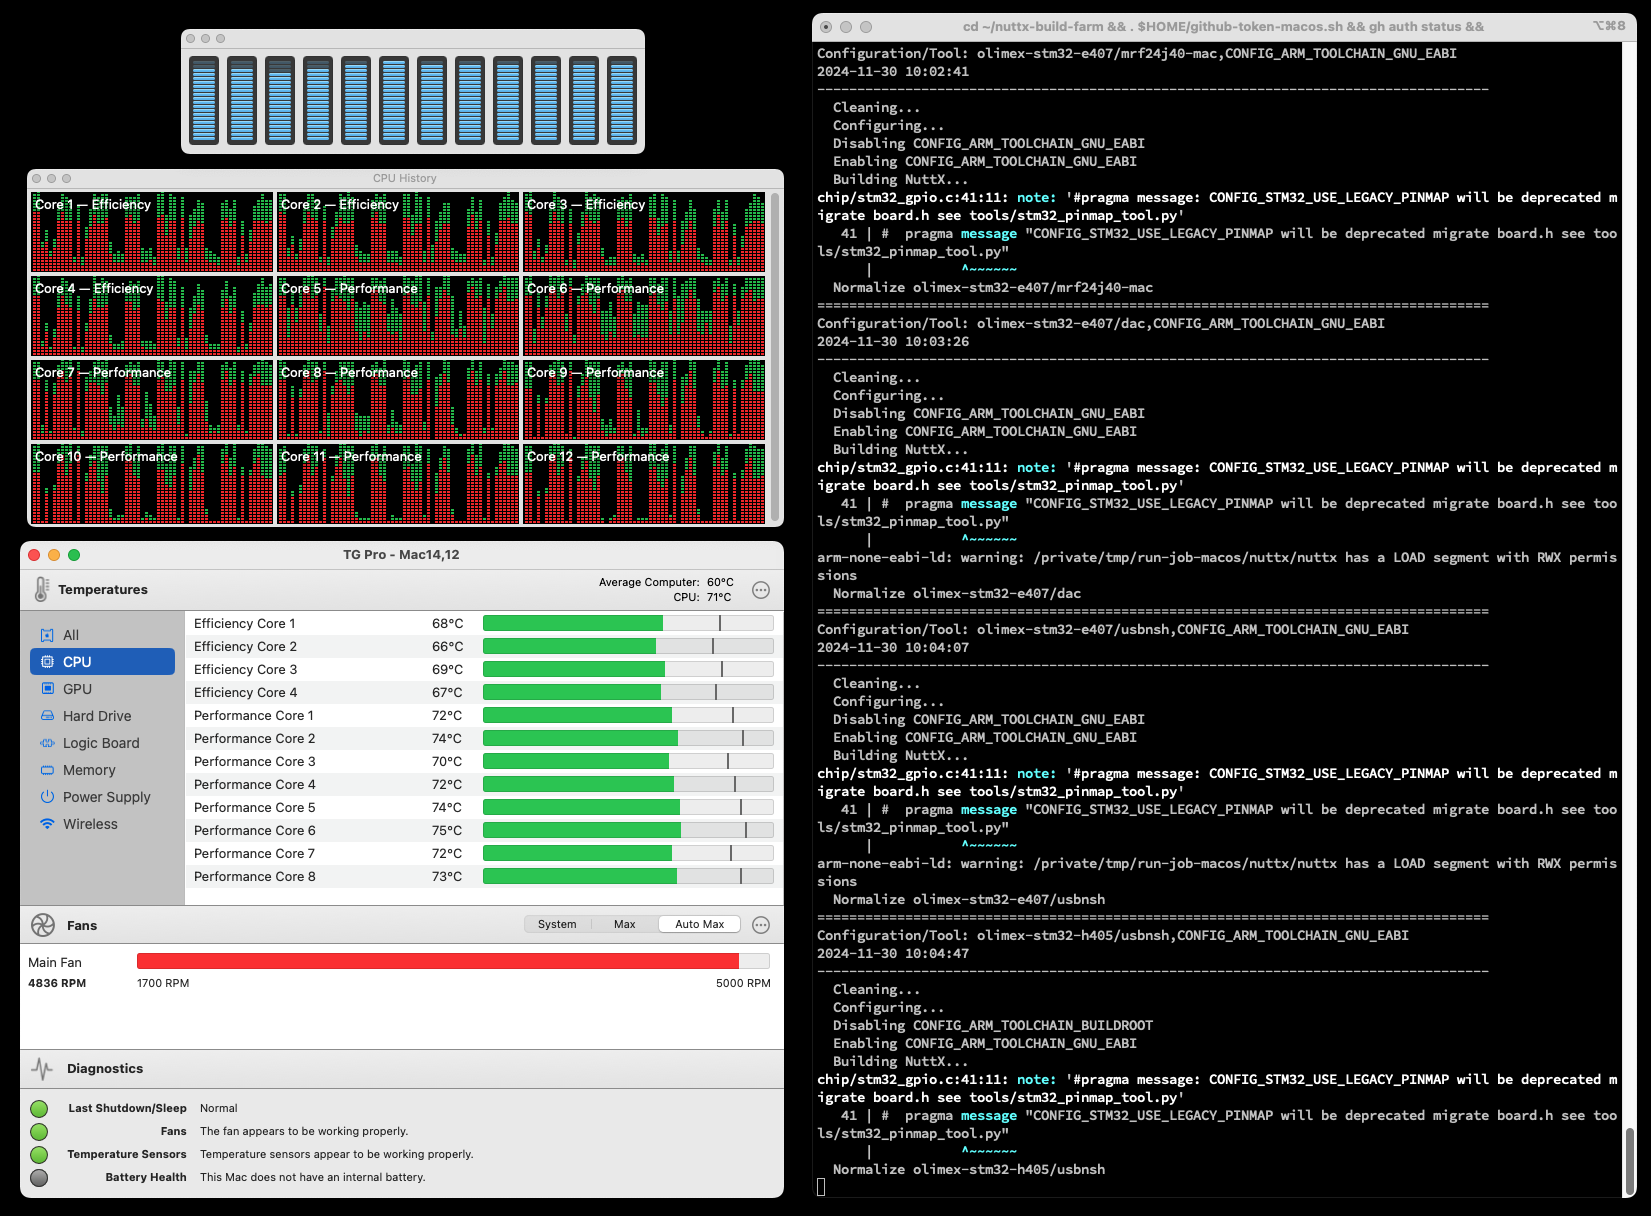 CPU History
Core 1 — Efficiency
Core 2 — Efficiency
Core 3 — Efficiency
Core 4 — Efficiency
Core 5 — Performance
Core 6 — Performance
Core 7 — Performance
Core 8 — Performance
Core 9 — Performance
Core 10 — Performance
Core 11 — Performance
Core 12 — Performance
TG Pro - Mac14,12
Temperatures
Average Computer: 60°C
CPU: 71°C
All
CPU
GPU
Hard Drive
Logic Board
Memory
Power Supply
Wireless
Efficiency Core 1 68°C
Efficiency Core 2 66°C
Efficiency Core 3 69°C
Efficiency Core 4 67°C
Performance Core 1 72°C
Performance Core 2 74°C
Performance Core 3 70°C
Performance Core 4 72°C
Performance Core 5 74°C
Performance Core 6 75°C
Performance Core 7 72°C
Performance Core 8 73°C
Fans
System Max Auto Max
Main Fan
4836 RPM 1700 RPM 5000 RPM
Diagnostics
Last Shutdown/Sleep Normal
Fans The fan appears to be working properly.
Temperature Sensors Temperature sensors appear to be working properly.
Battery Health This Mac does not have an internal battery.
cd ~/nuttx-build-farm && . $HOME/github-token-macos.sh && gh auth status && ⌥⌘8
Configuration/Tool: olimex-stm32-e407/mrf24j40-mac,CONFIG_ARM_TOOLCHAIN_GNU_EABI
2024-11-30 10:02:41
------------------------------------------------------------------------------------
Cleaning...
Configuring...
Disabling CONFIG_ARM_TOOLCHAIN_GNU_EABI
Enabling CONFIG_ARM_TOOLCHAIN_GNU_EABI
Building NuttX...
chip/stm32_gpio.c:41:11: note: '#pragma message: CONFIG_STM32_USE_LEGACY_PINMAP will be deprecated m
igrate board.h see tools/stm32_pinmap_tool.py'
41 | #  pragma message "CONFIG_STM32_USE_LEGACY_PINMAP will be deprecated migrate board.h see too
ls/stm32_pinmap_tool.py"
|           ^~~~~~~
Normalize olimex-stm32-e407/mrf24j40-mac
====================================================================================
Configuration/Tool: olimex-stm32-e407/dac,CONFIG_ARM_TOOLCHAIN_GNU_EABI
2024-11-30 10:03:26
------------------------------------------------------------------------------------
Cleaning...
Configuring...
Disabling CONFIG_ARM_TOOLCHAIN_GNU_EABI
Enabling CONFIG_ARM_TOOLCHAIN_GNU_EABI
Building NuttX...
chip/stm32_gpio.c:41:11: note: '#pragma message: CONFIG_STM32_USE_LEGACY_PINMAP will be deprecated m
igrate board.h see tools/stm32_pinmap_tool.py'
41 | #  pragma message "CONFIG_STM32_USE_LEGACY_PINMAP will be deprecated migrate board.h see too
ls/stm32_pinmap_tool.py"
|           ^~~~~~~
arm-none-eabi-ld: warning: /private/tmp/run-job-macos/nuttx/nuttx has a LOAD segment with RWX permis
sions
Normalize olimex-stm32-e407/dac
====================================================================================
Configuration/Tool: olimex-stm32-e407/usbnsh,CONFIG_ARM_TOOLCHAIN_GNU_EABI
2024-11-30 10:04:07
------------------------------------------------------------------------------------
Cleaning...
Configuring...
Disabling CONFIG_ARM_TOOLCHAIN_GNU_EABI
Enabling CONFIG_ARM_TOOLCHAIN_GNU_EABI
Building NuttX...
chip/stm32_gpio.c:41:11: note: '#pragma message: CONFIG_STM32_USE_LEGACY_PINMAP will be deprecated m
igrate board.h see tools/stm32_pinmap_tool.py'
41 | #  pragma message "CONFIG_STM32_USE_LEGACY_PINMAP will be deprecated migrate board.h see too
ls/stm32_pinmap_tool.py"
|           ^~~~~~~
arm-none-eabi-ld: warning: /private/tmp/run-job-macos/nuttx/nuttx has a LOAD segment with RWX permis
sions
Normalize olimex-stm32-e407/usbnsh
====================================================================================
Configuration/Tool: olimex-stm32-h405/usbnsh,CONFIG_ARM_TOOLCHAIN_GNU_EABI
2024-11-30 10:04:47
------------------------------------------------------------------------------------
Cleaning...
Configuring...
Disabling CONFIG_ARM_TOOLCHAIN_BUILDROOT
Enabling CONFIG_ARM_TOOLCHAIN_GNU_EABI
Building NuttX...
chip/stm32_gpio.c:41:11: note: '#pragma message: CONFIG_STM32_USE_LEGACY_PINMAP will be deprecated m
igrate board.h see tools/stm32_pinmap_tool.py'
41 | #  pragma message "CONFIG_STM32_USE_LEGACY_PINMAP will be deprecated migrate board.h see too
ls/stm32_pinmap_tool.py"
|           ^~~~~~~
Normalize olimex-stm32-h405/usbnsh